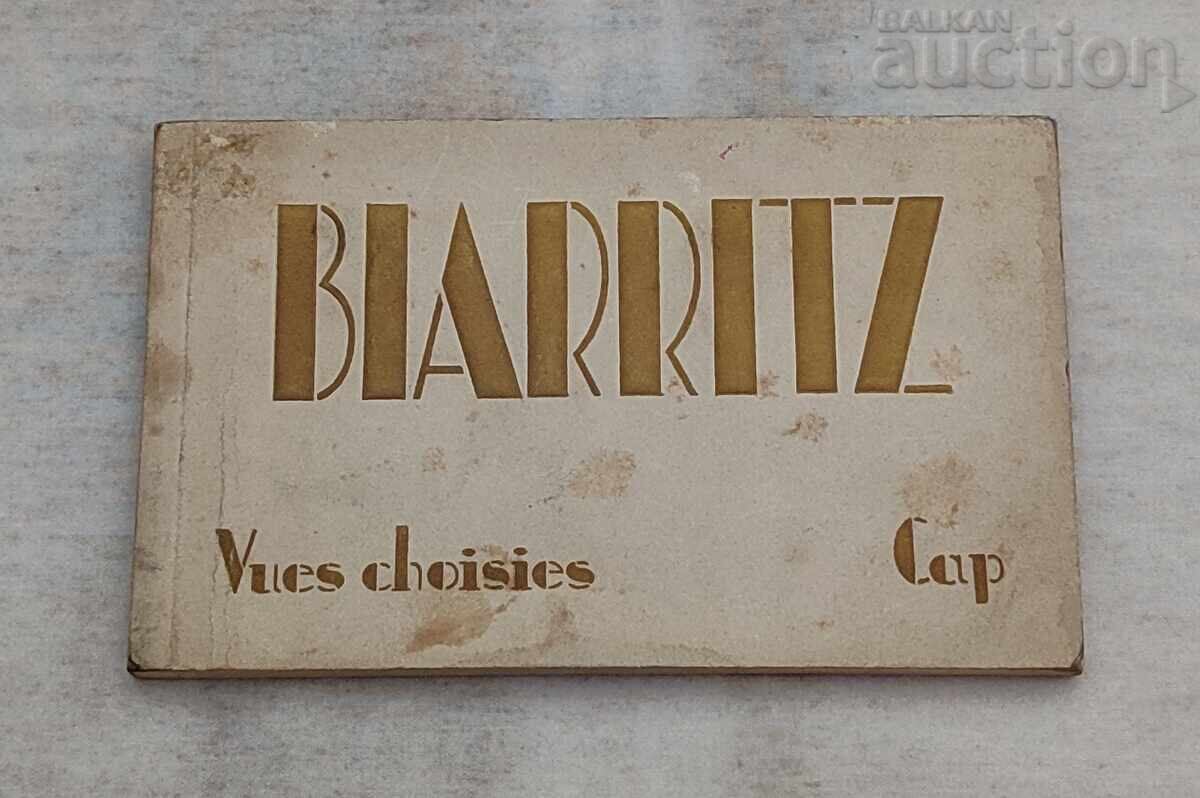 BALKAN
auction
BIARRITZ
Vues choisies Cap